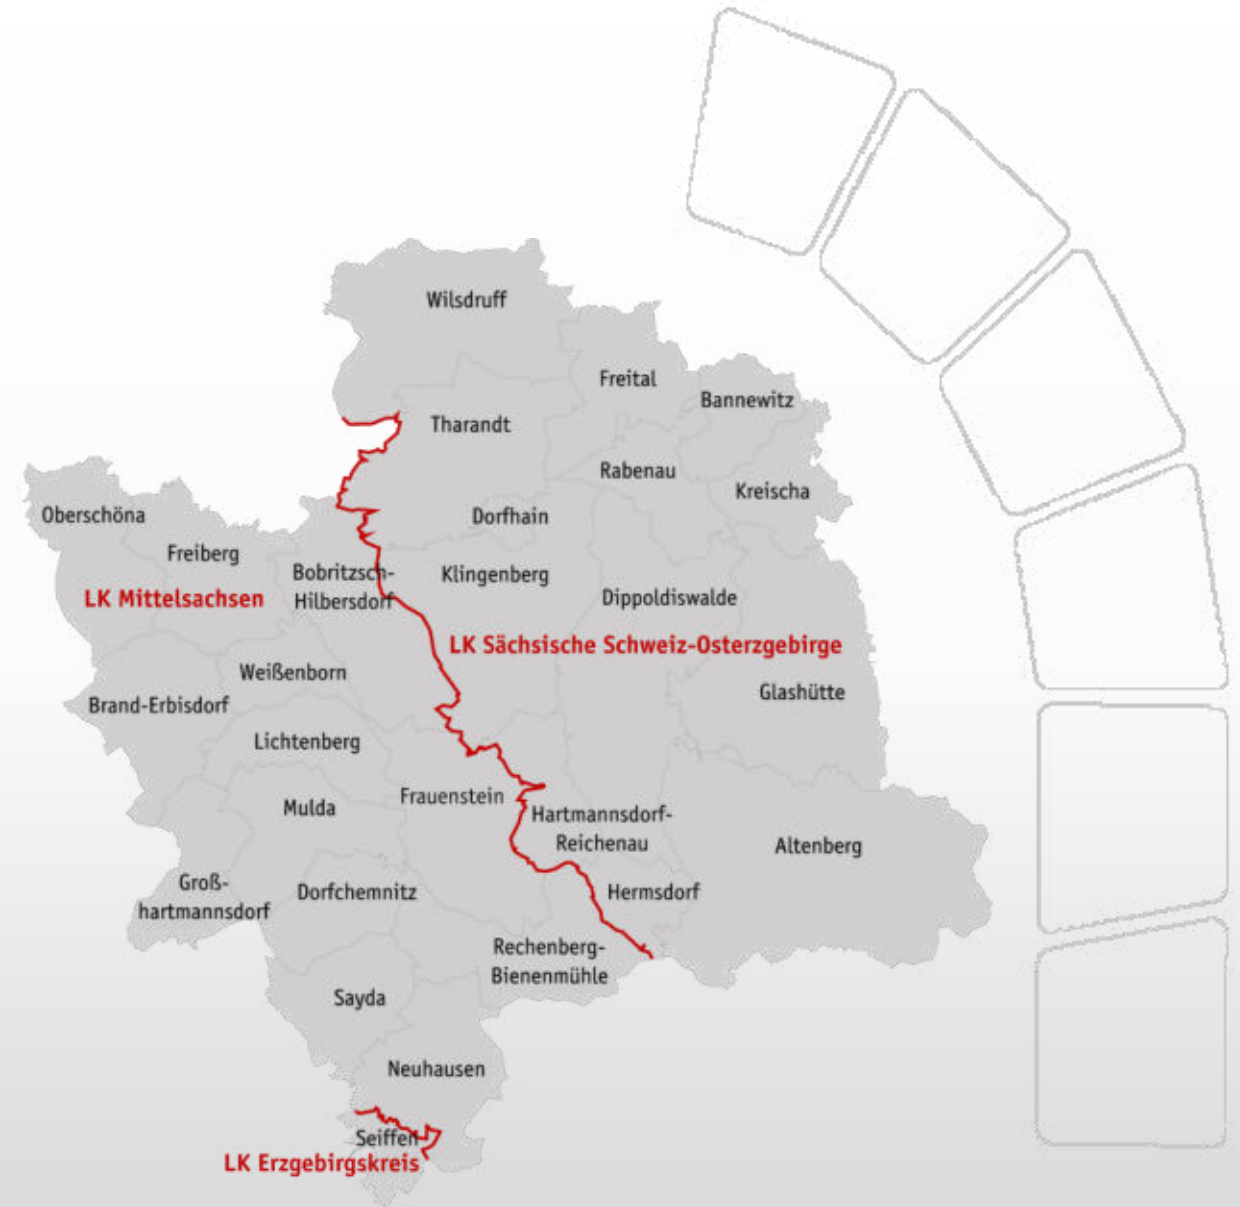 Wilsdruff
Freital
Bannewitz
Tharandt
Rabenau
Kreischa
Oberschöna
Dorfhain
Freiberg
Bobritzsch-
Hilbersdorf
Klingenberg
Dippoldiswalde
LK Mittelsachsen
LK Sächsische Schweiz-Osterzgebirge
Weißenborn
Glashütte
Brand-Erbisdorf
Lichtenberg
Mulda
Frauenstein
Hartmannsdorf-
Reichenau
Altenberg
Groß-
hartmannsdorf
Dorfchemnitz
Hermsdorf
Rechenberg-
Bienenmühle
Sayda
Neuhausen
Seiffen
LK Erzgebirgskreis